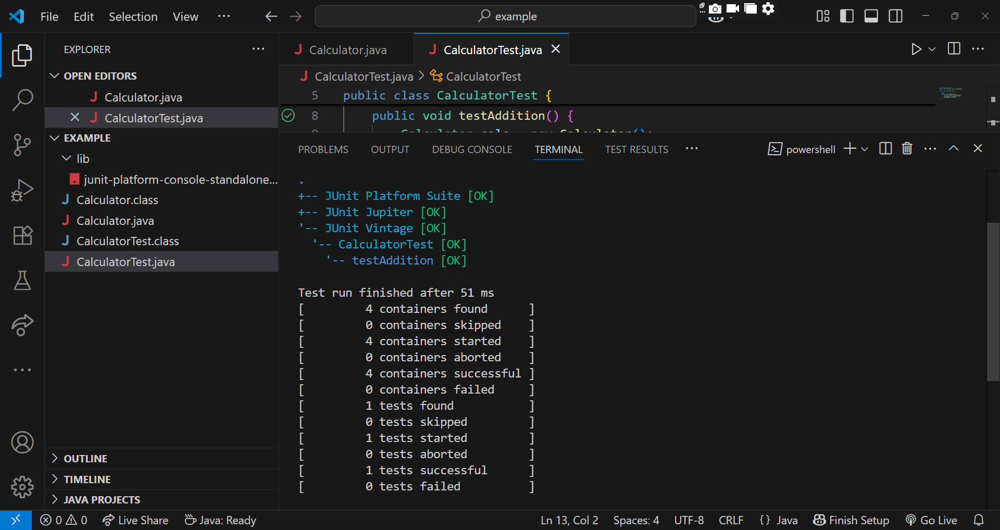 File Edit Selection View ··· example
EXPLORER ···
OPEN EDITORS
Calculator.java
CalculatorTest.java
EXAMPLE
lib
junit-platform-console-standalone...
Calculator.class
Calculator.java
CalculatorTest.class
CalculatorTest.java
OUTLINE
TIMELINE
JAVA PROJECTS
Calculator.java CalculatorTest.java
CalculatorTest.java > CalculatorTest
5 public class CalculatorTest {
8 public void testAddition() {
9 Calculator calc = new Calculator();
PROBLEMS OUTPUT DEBUG CONSOLE TERMINAL TEST RESULTS ··· powershell
.
+-- JUnit Platform Suite [OK]
+-- JUnit Jupiter [OK]
'-- JUnit Vintage [OK]
'-- CalculatorTest [OK]
'-- testAddition [OK]
Test run finished after 51 ms
[ 4 containers found ]
[ 0 containers skipped ]
[ 4 containers started ]
[ 0 containers aborted ]
[ 4 containers successful ]
[ 0 containers failed ]
[ 1 tests found ]
[ 0 tests skipped ]
[ 1 tests started ]
[ 0 tests aborted ]
[ 1 tests successful ]
[ 0 tests failed ]
0 0 Live Share Java: Ready Ln 13, Col 2 Spaces: 4 UTF-8 CRLF {} Java Finish Setup Go Live